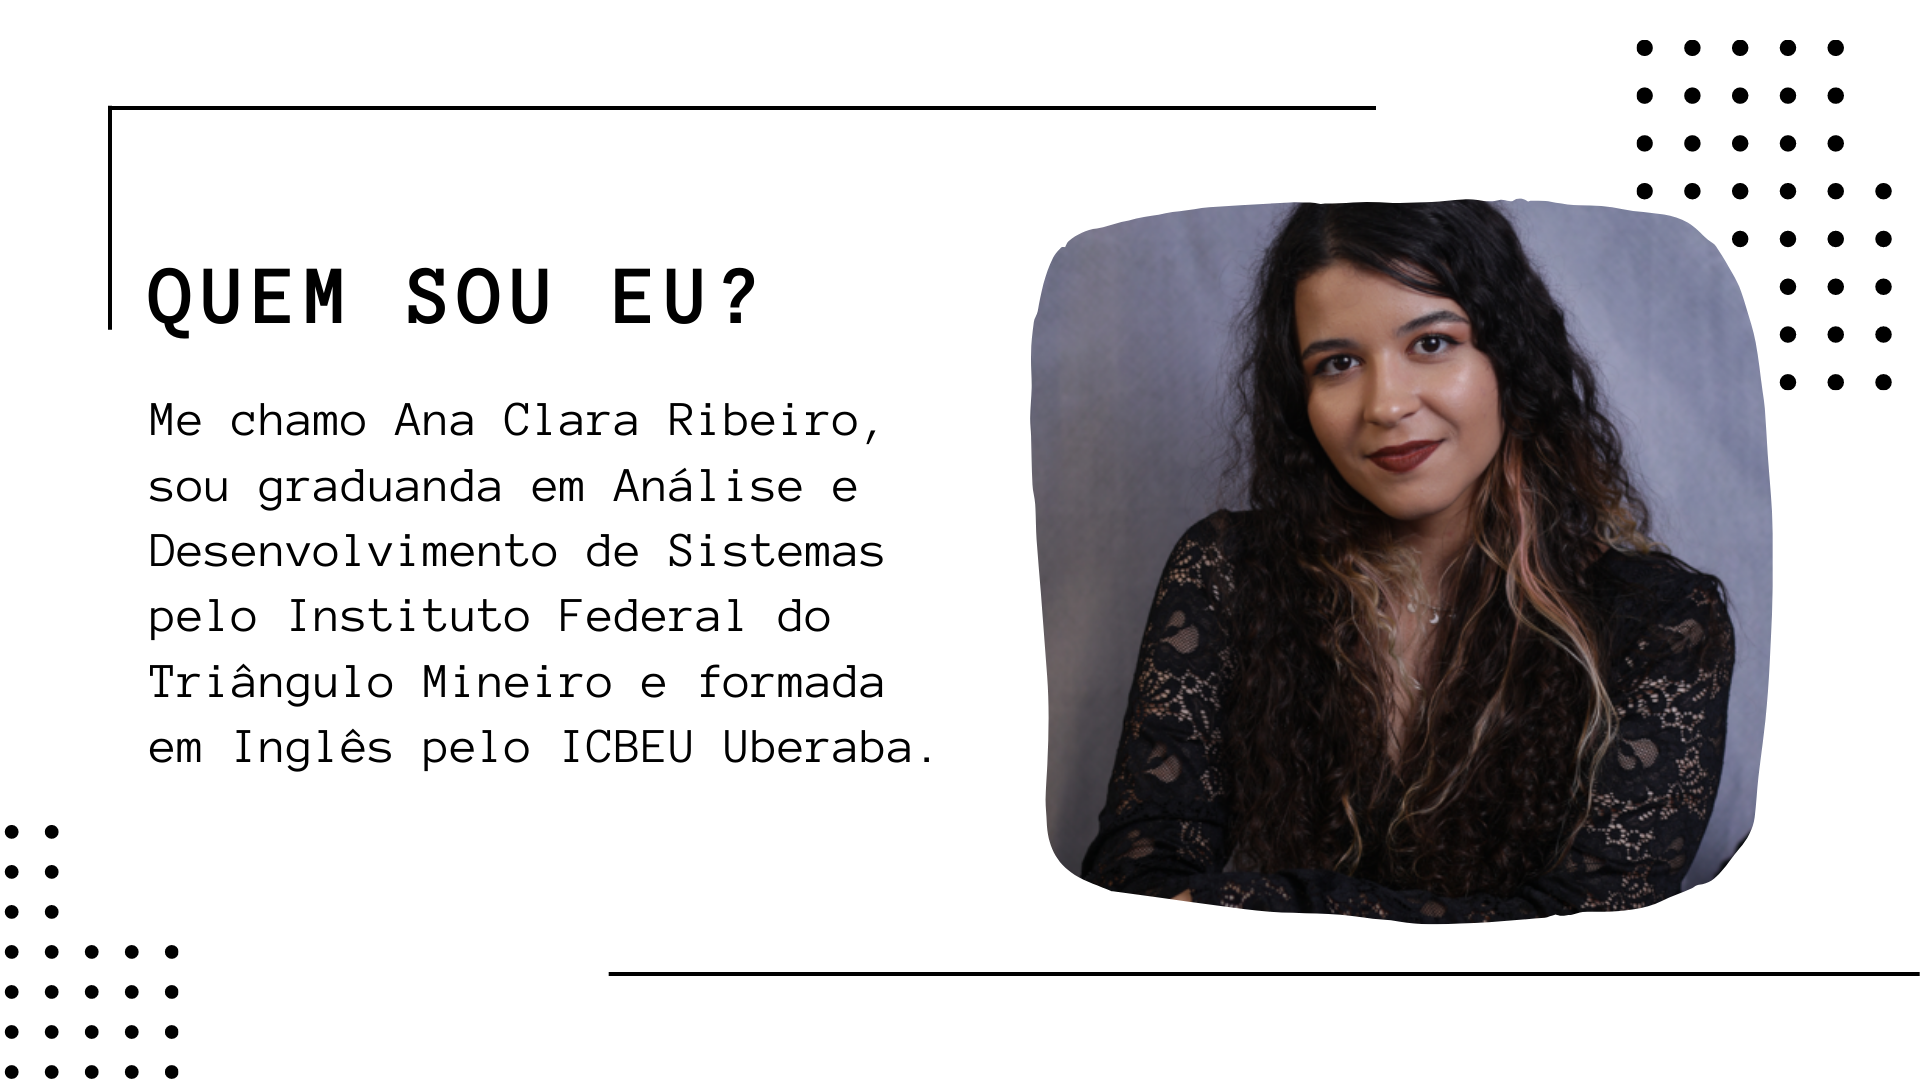 QUEM SOU EU?
Me chamo Ana Clara Ribeiro,
sou graduanda em Análise e
Desenvolvimento de Sistemas
pelo Instituto Federal do
Triângulo Mineiro e formada
em Inglês pelo ICBEU Uberaba.